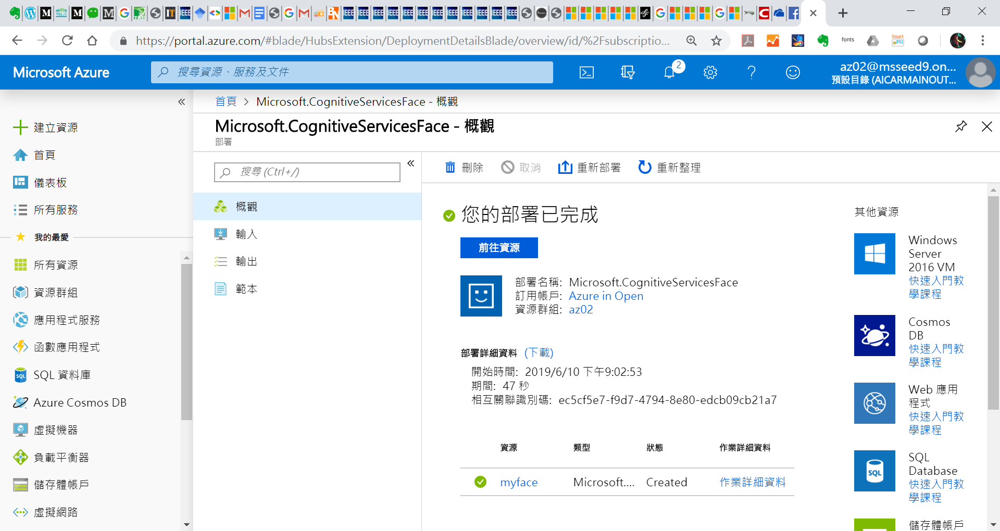 https://portal.azure.com/#blade/HubsExtension/DeploymentDetailsBlade/overview/id/%2Fsubscriptio...
fonts
Smart
ePKI
Microsoft Azure
搜尋資源、服務及文件
2
az02@msseed9.on...
預設目錄 (AICARMAINOUT...
首頁 > Microsoft.CognitiveServicesFace - 概觀
Microsoft.CognitiveServicesFace - 概觀
部署
建立資源
首頁
儀表板
所有服務
我的最愛
所有資源
資源群組
應用程式服務
函數應用程式
SQL 資料庫
Azure Cosmos DB
虛擬機器
負載平衡器
儲存體帳戶
虛擬網路
搜尋 (Ctrl+/)
概觀
輸入
輸出
範本
刪除
取消
重新部署
重新整理
您的部署已完成
前往資源
部署名稱: Microsoft.CognitiveServicesFace
訂用帳戶: Azure in Open
資源群組: az02
部署詳細資料 (下載)
開始時間: 2019/6/10 下午9:02:53
期間: 47 秒
相互關聯識別碼: ec5cf5e7-f9d7-4794-8e80-edcb09cb21a7
資源 類型 狀態 作業詳細資料
myface Microsoft.... Created 作業詳細資料
其他資源
Windows
Server
2016 VM
快速入門教
學課程
Cosmos
DB
快速入門教
學課程
Web 應用
程式
快速入門教
學課程
SQL
SQL
Database
快速入門教
學課程
儲存體帳戶